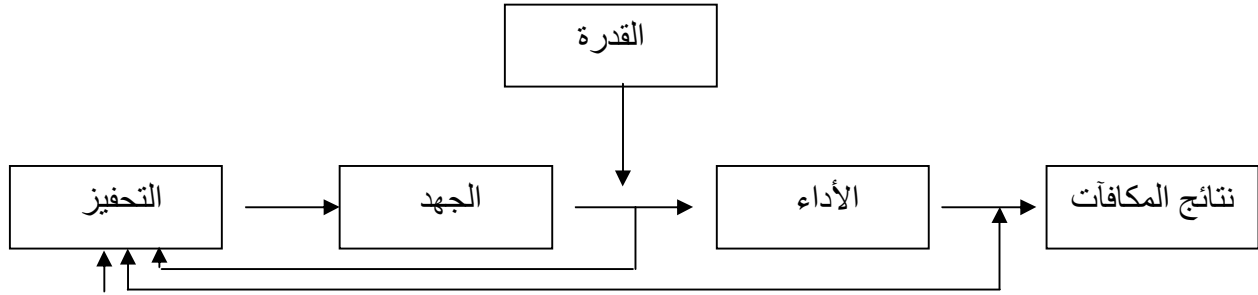 القدرة
التحفيز
الجهد
الأداء
نتائج المكافآت